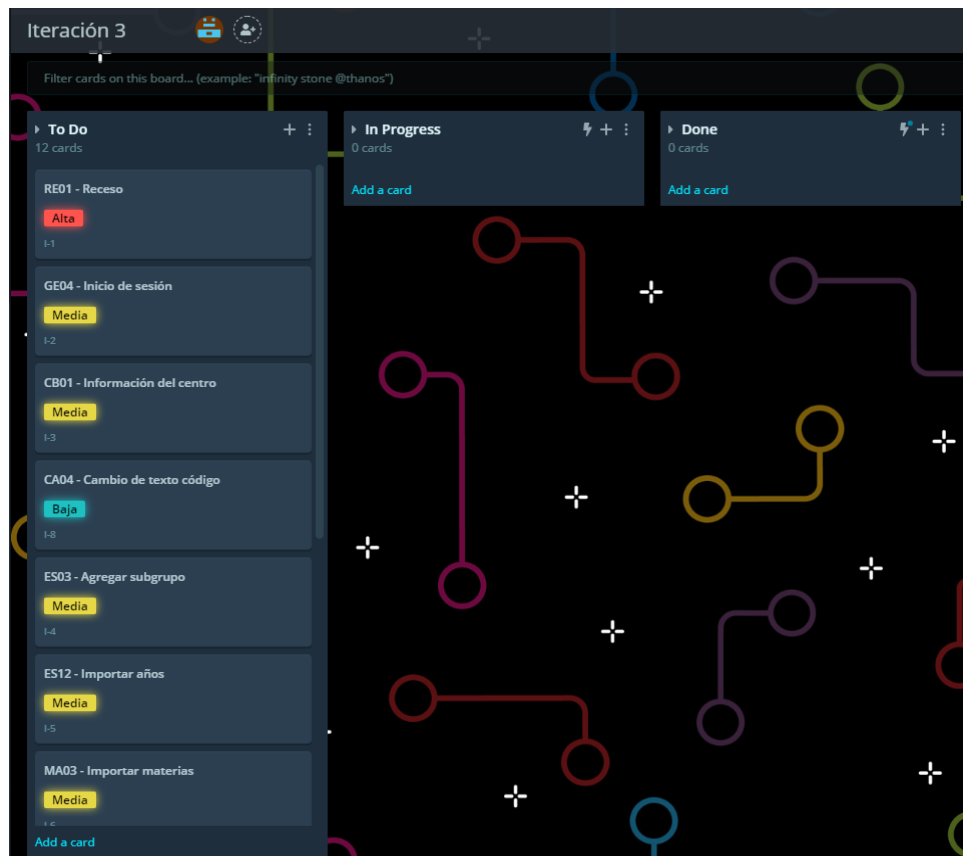 Iteración 3
Filter cards on this board... (example: "infinity stone @thanos")
To Do
12 cards
RE01 - Receso
Alta
I-1
GE04 - Inicio de sesión
Media
I-2
CB01 - Información del centro
Media
I-3
CA04 - Cambio de texto código
Baja
I-8
ES03 - Agregar subgrupo
Media
I-4
ES12 - Importar años
Media
I-5
MA03 - Importar materias
Media
I-6
Add a card
In Progress
0 cards
Add a card
Done
0 cards
Add a card